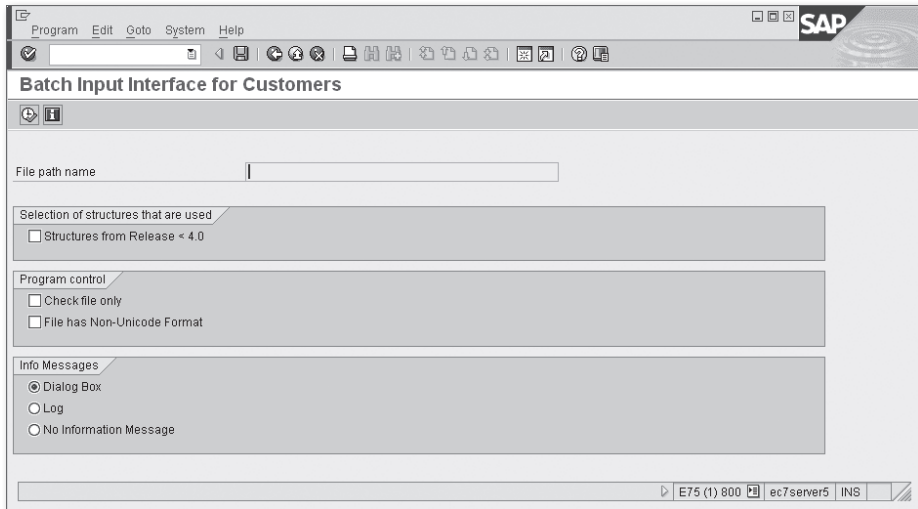 Program Edit Goto System Help
SAP
Batch Input Interface for Customers
File path name
Selection of structures that are used
Structures from Release < 4.0
Program control
Check file only
File has Non-Unicode Format
Info Messages
Dialog Box
Log
No Information Message
E75 (1) 800 ec7server5 INS